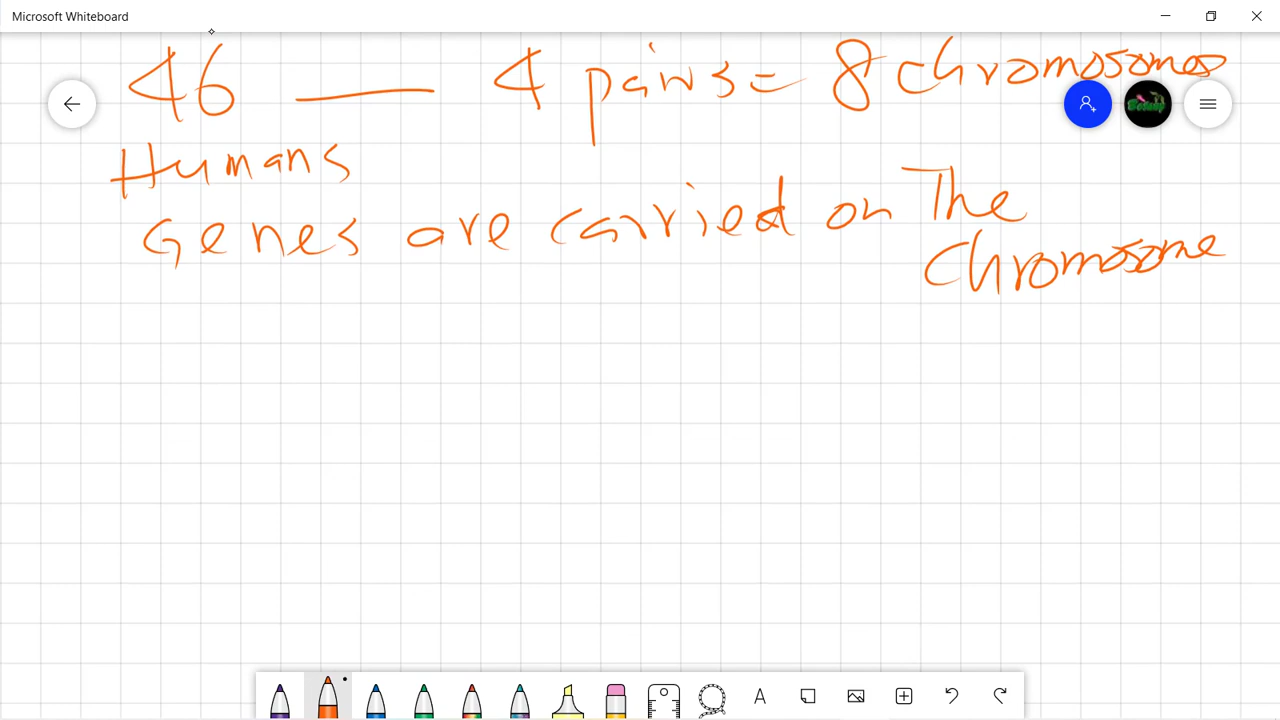 Microsoft Whiteboard
46 — 4 pairs = 8 chromosomes
Humans
Genes are carried on The
Chromosome